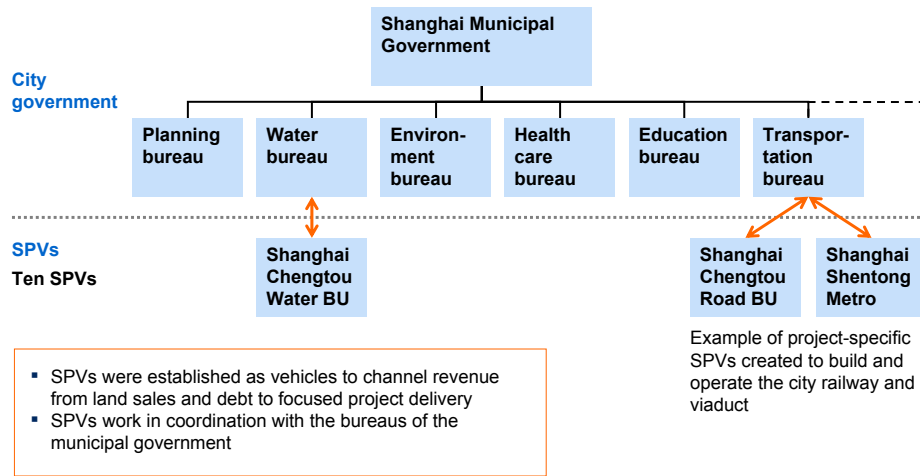 Shanghai Municipal
Government
City
government
Planning
bureau
Water
bureau
Environ-
ment
bureau
Health
care
bureau
Education
bureau
Transpor-
tation
bureau
SPVs
Ten SPVs
Shanghai
Chengtou
Water BU
Shanghai
Chengtou
Road BU
Shanghai
Shentong
Metro
Example of project-specific
SPVs created to build and
operate the city railway and
viaduct
▪ SPVs were established as vehicles to channel revenue
from land sales and debt to focused project delivery
▪ SPVs work in coordination with the bureaus of the
municipal government